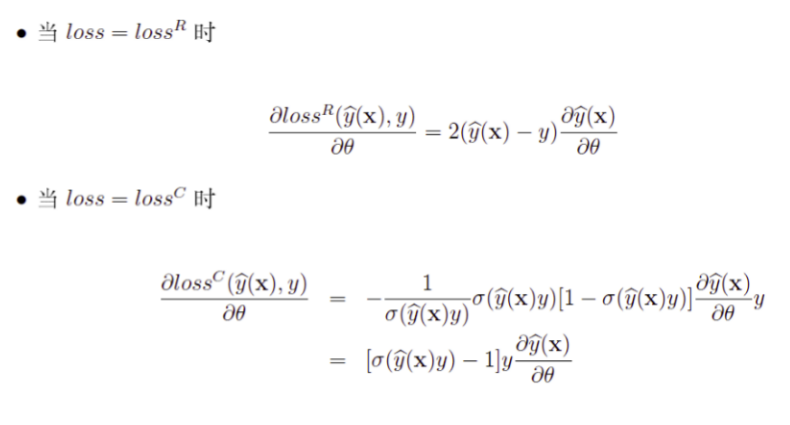 • 当 loss = loss^R 时
∂loss^R(ŷ(x), y)/∂θ = 2(ŷ(x) − y) ∂ŷ(x)/∂θ
• 当 loss = loss^C 时
∂loss^C(ŷ(x), y)/∂θ = −1/σ(ŷ(x)y) σ(ŷ(x)y)[1 − σ(ŷ(x)y)] ∂ŷ(x)/∂θ y
= [σ(ŷ(x)y) − 1]y ∂ŷ(x)/∂θ